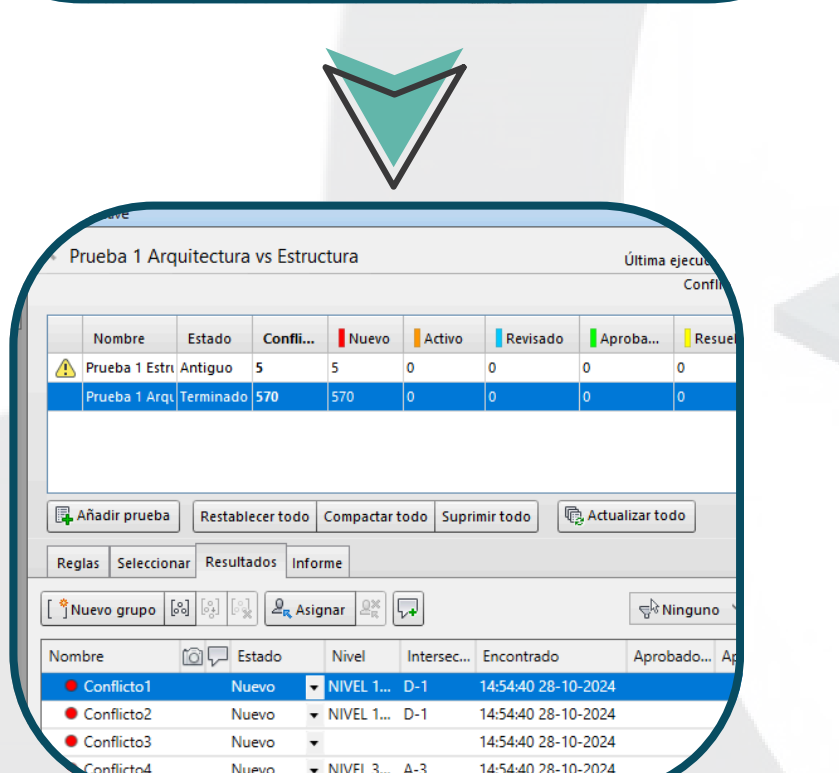 Prueba 1 Arquitectura vs Estructura
Última
Nombre Estado Confli... Nuevo Activo Revisado Aproba...
Prueba 1 Estru Antiguo 5 5 0 0 0 0
Prueba 1 Arqu Terminado 570 570 0 0 0 0
Añadir prueba Restablecer todo Compactar todo Suprimir todo Actualizar todo
Reglas Seleccionar Resultados Informe
Nuevo grupo Asignar Ninguno
Nombre Estado Nivel Intersec... Encontrado Aprobado...
Conflicto1 Nuevo NIVEL 1... D-1 14:54:40 28-10-2024
Conflicto2 Nuevo NIVEL 1... D-1 14:54:40 28-10-2024
Conflicto3 Nuevo 14:54:40 28-10-2024
Conflicto4 Nuevo NIVEL 3... A-3 14:54:40 28-10-2024